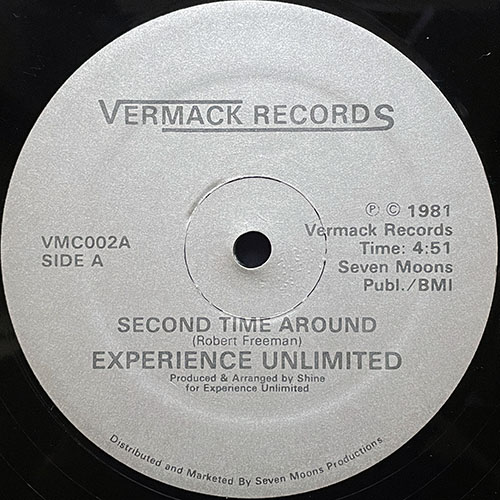 VERMACK RECORDS
VMC002A
SIDE A
℗ © 1981
Vermack Records
Time: 4:51
Seven Moons
Publ./BMI
SECOND TIME AROUND
(Robert Freeman)
EXPERIENCE UNLIMITED
Produced & Arranged by Shine
for Experience Unlimited
Distributed and Marketed By Seven Moons Productions